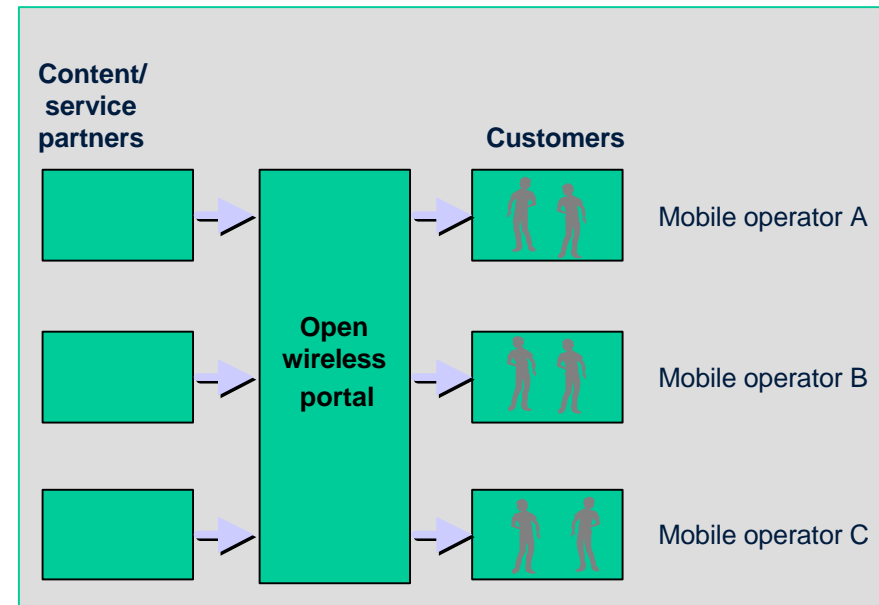 Content/
service
partners
Customers
Mobile operator A
Open
wireless
portal
Mobile operator B
Mobile operator C